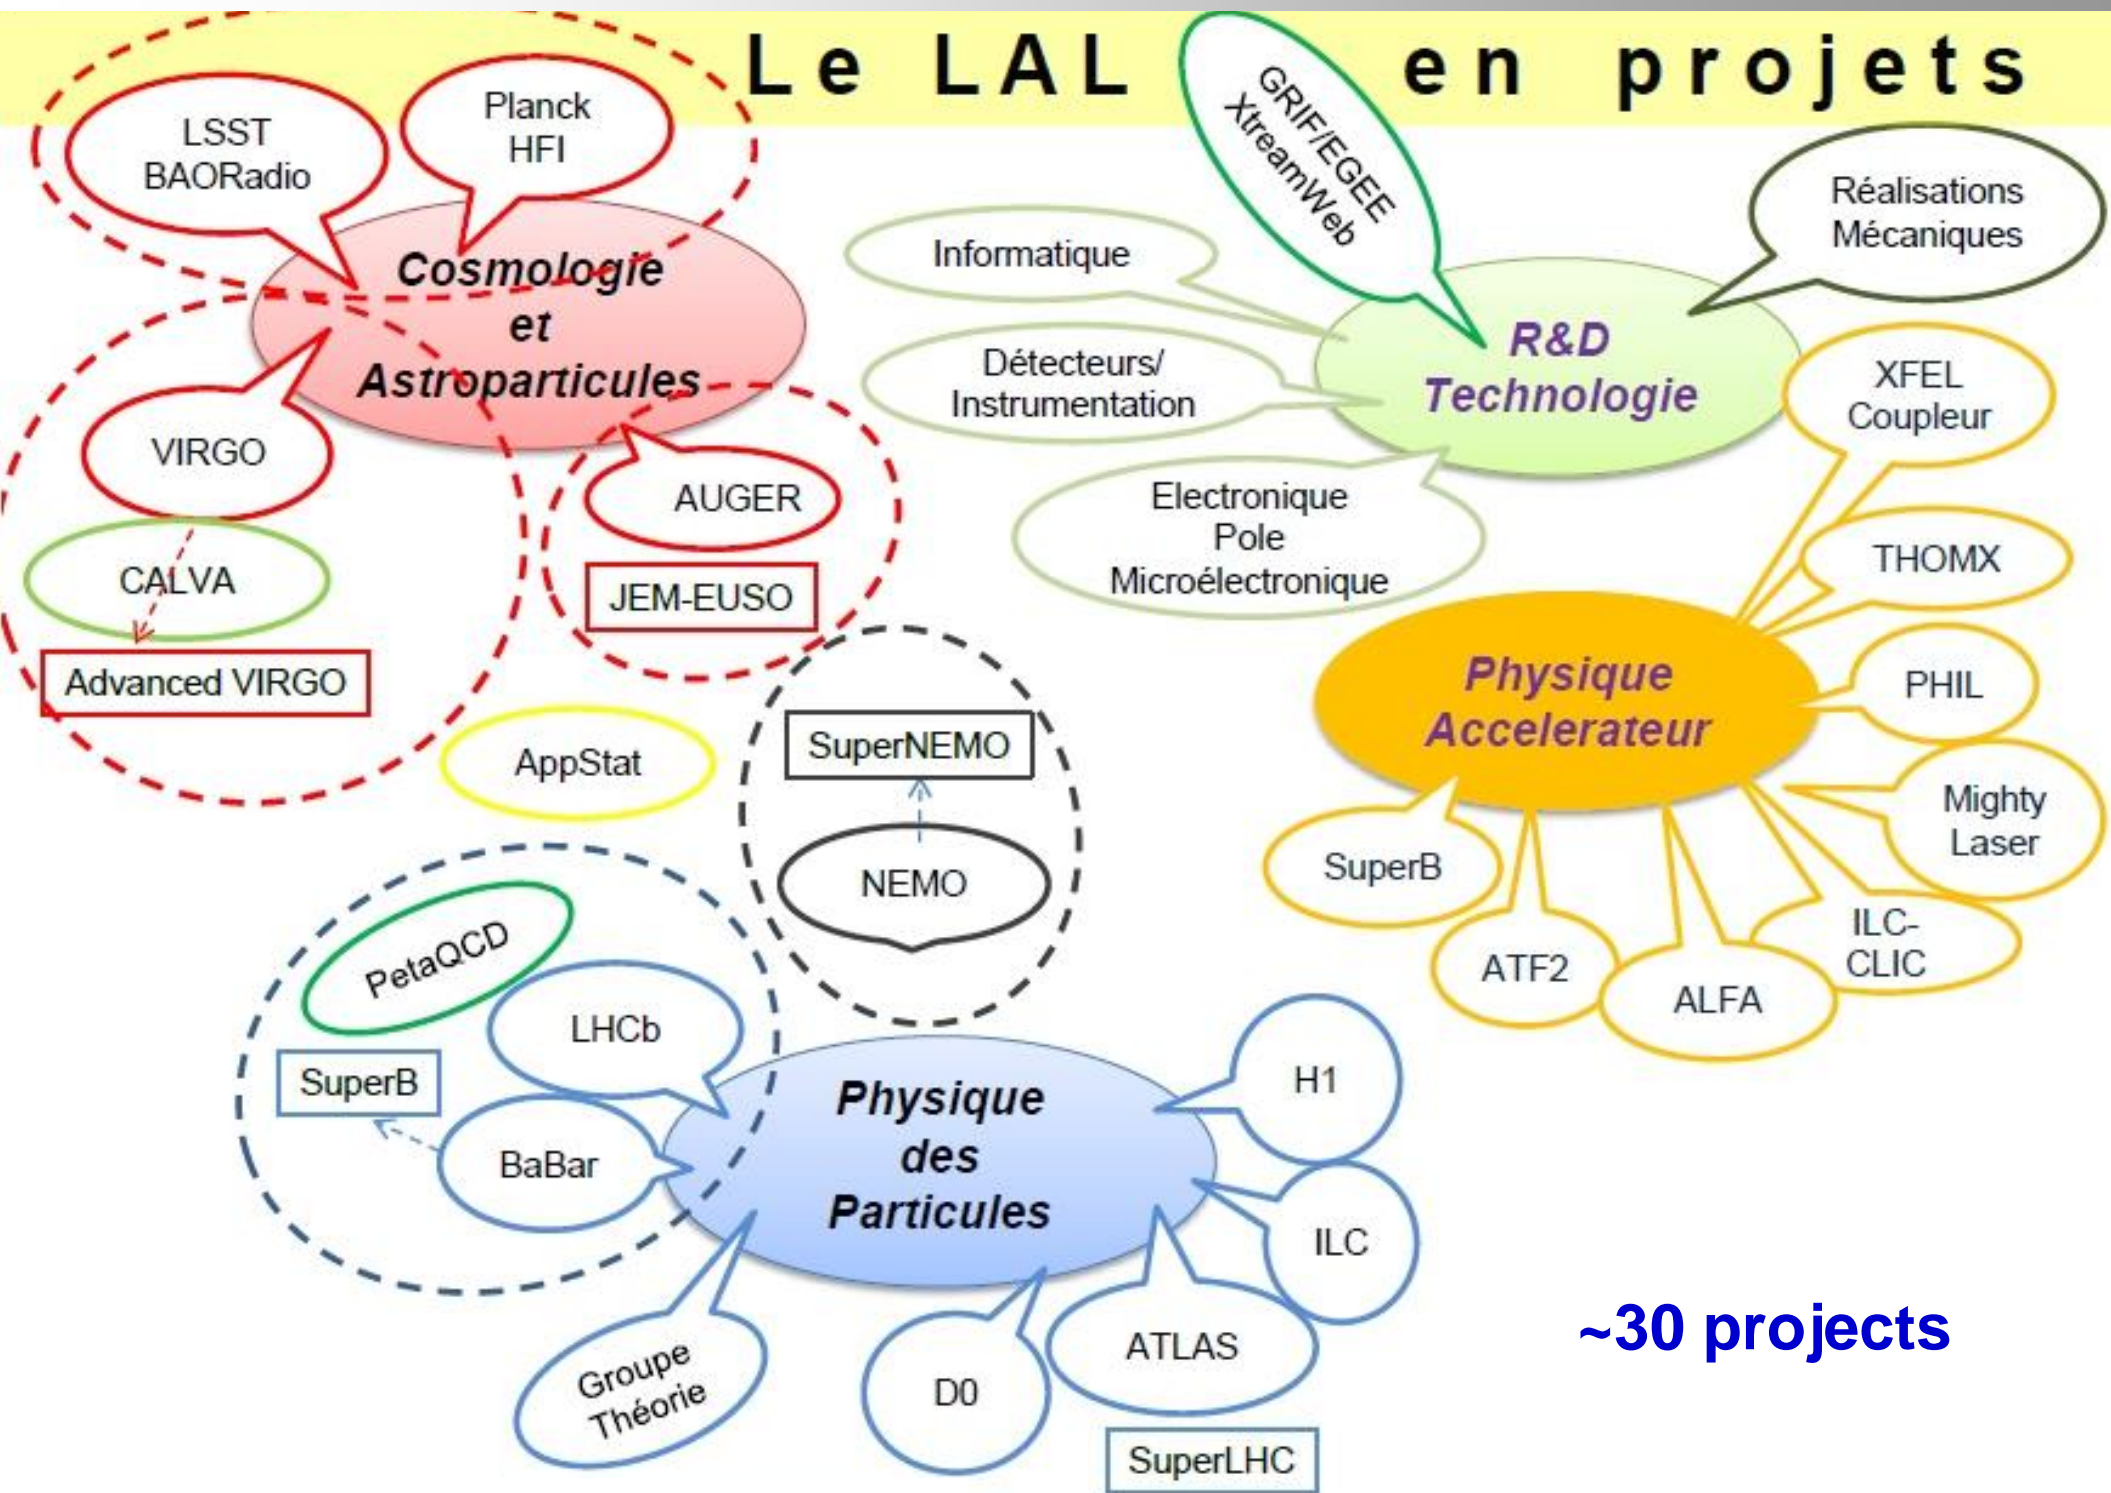 Le LAL en projets
LSST
BAORadio
Planck
HFI
Cosmologie
et
Astroparticules
VIRGO
CALVA
Advanced VIRGO
AUGER
JEM-EUSO
GRIF/EGEE
XtreamWeb
Réalisations
Mécaniques
Informatique
Détecteurs/
Instrumentation
Electronique
Pole
Microélectronique
R&D
Technologie
XFEL
Coupleur
THOMX
PHIL
Mighty
Laser
Physique
Accelerateur
SuperB
ATF2
ALFA
ILC-
CLIC
AppStat
SuperNEMO
NEMO
PetaQCD
LHCb
SuperB
BaBar
Physique
des
Particules
H1
ILC
ATLAS
SuperLHC
D0
Groupe
Théorie
~30 projects